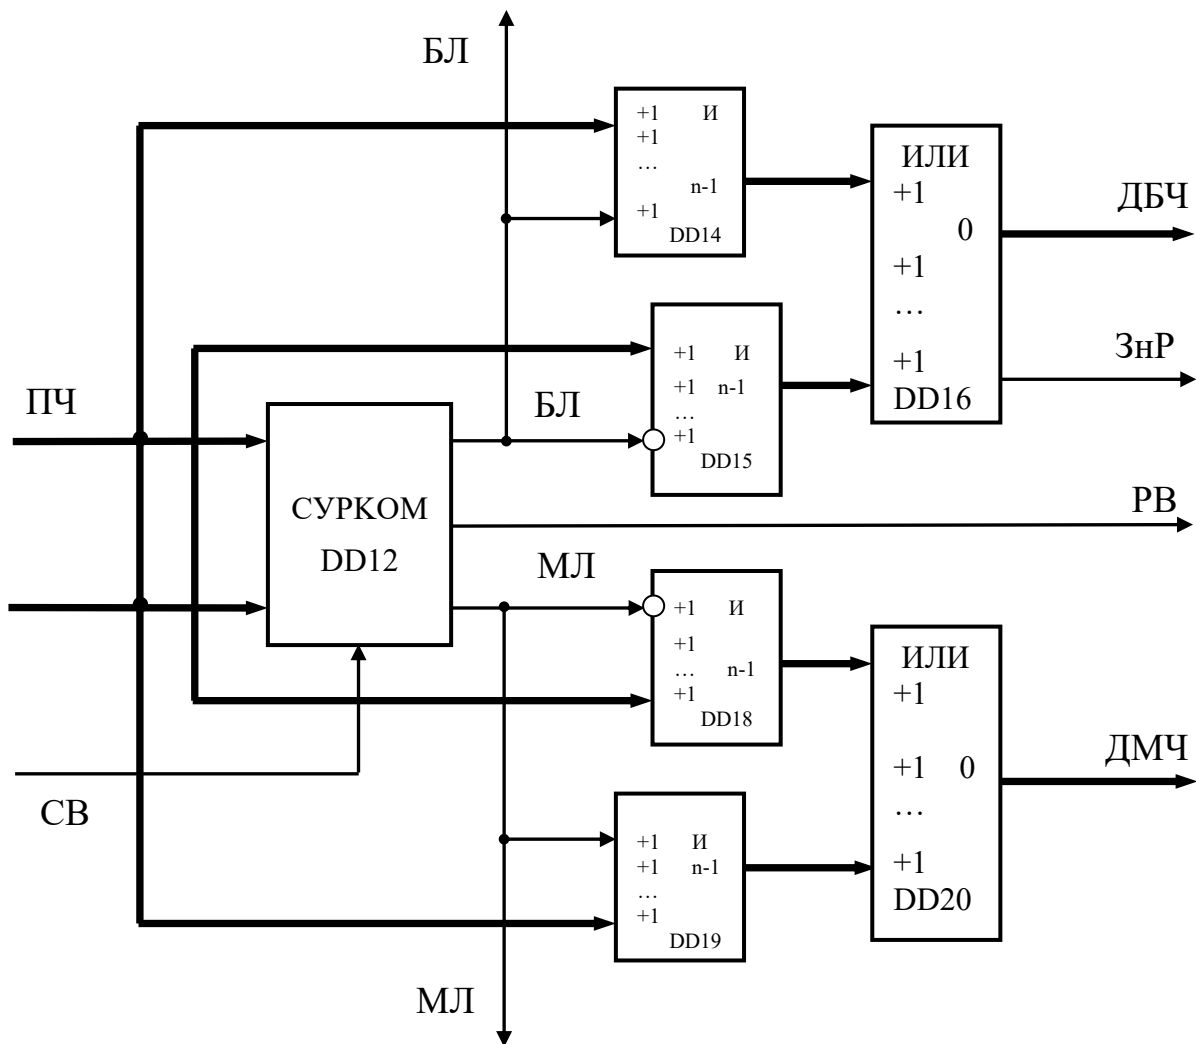 БЛ
+1 И
+1
...
n-1
+1
DD14
ИЛИ
+1
0
+1
...
+1
DD16
ДБЧ
ЗнР
+1 И
+1 n-1
...
+1
DD15
ПЧ
БЛ
СУРКОМ
DD12
РВ
МЛ
+1 И
+1
... n-1
+1
DD18
ИЛИ
+1
+1 0
...
+1
DD20
ДМЧ
СВ
+1 И
+1 n-1
...
+1
DD19
МЛ